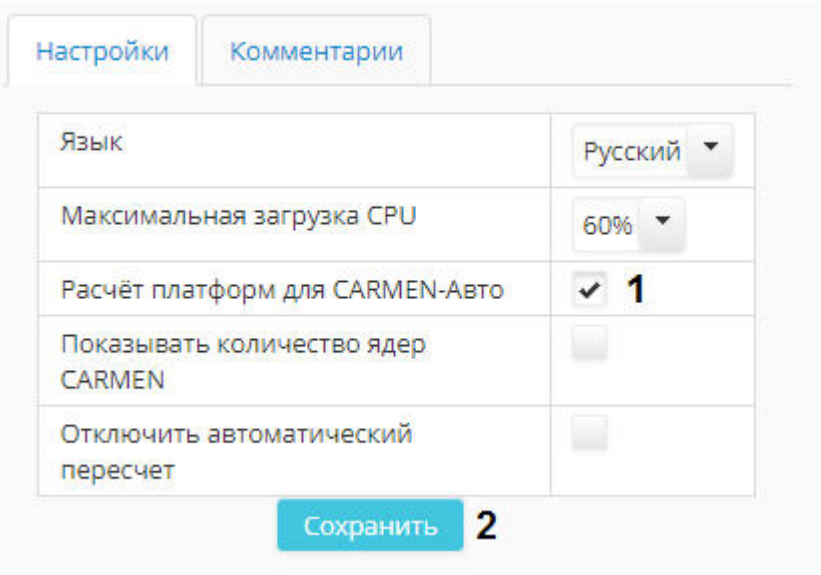 Настройки Комментарии
Язык Русский
Максимальная загрузка CPU 60%
Расчёт платформ для CARMEN-Авто 1
Показывать количество ядер
CARMEN
Отключить автоматический
пересчет
Сохранить 2